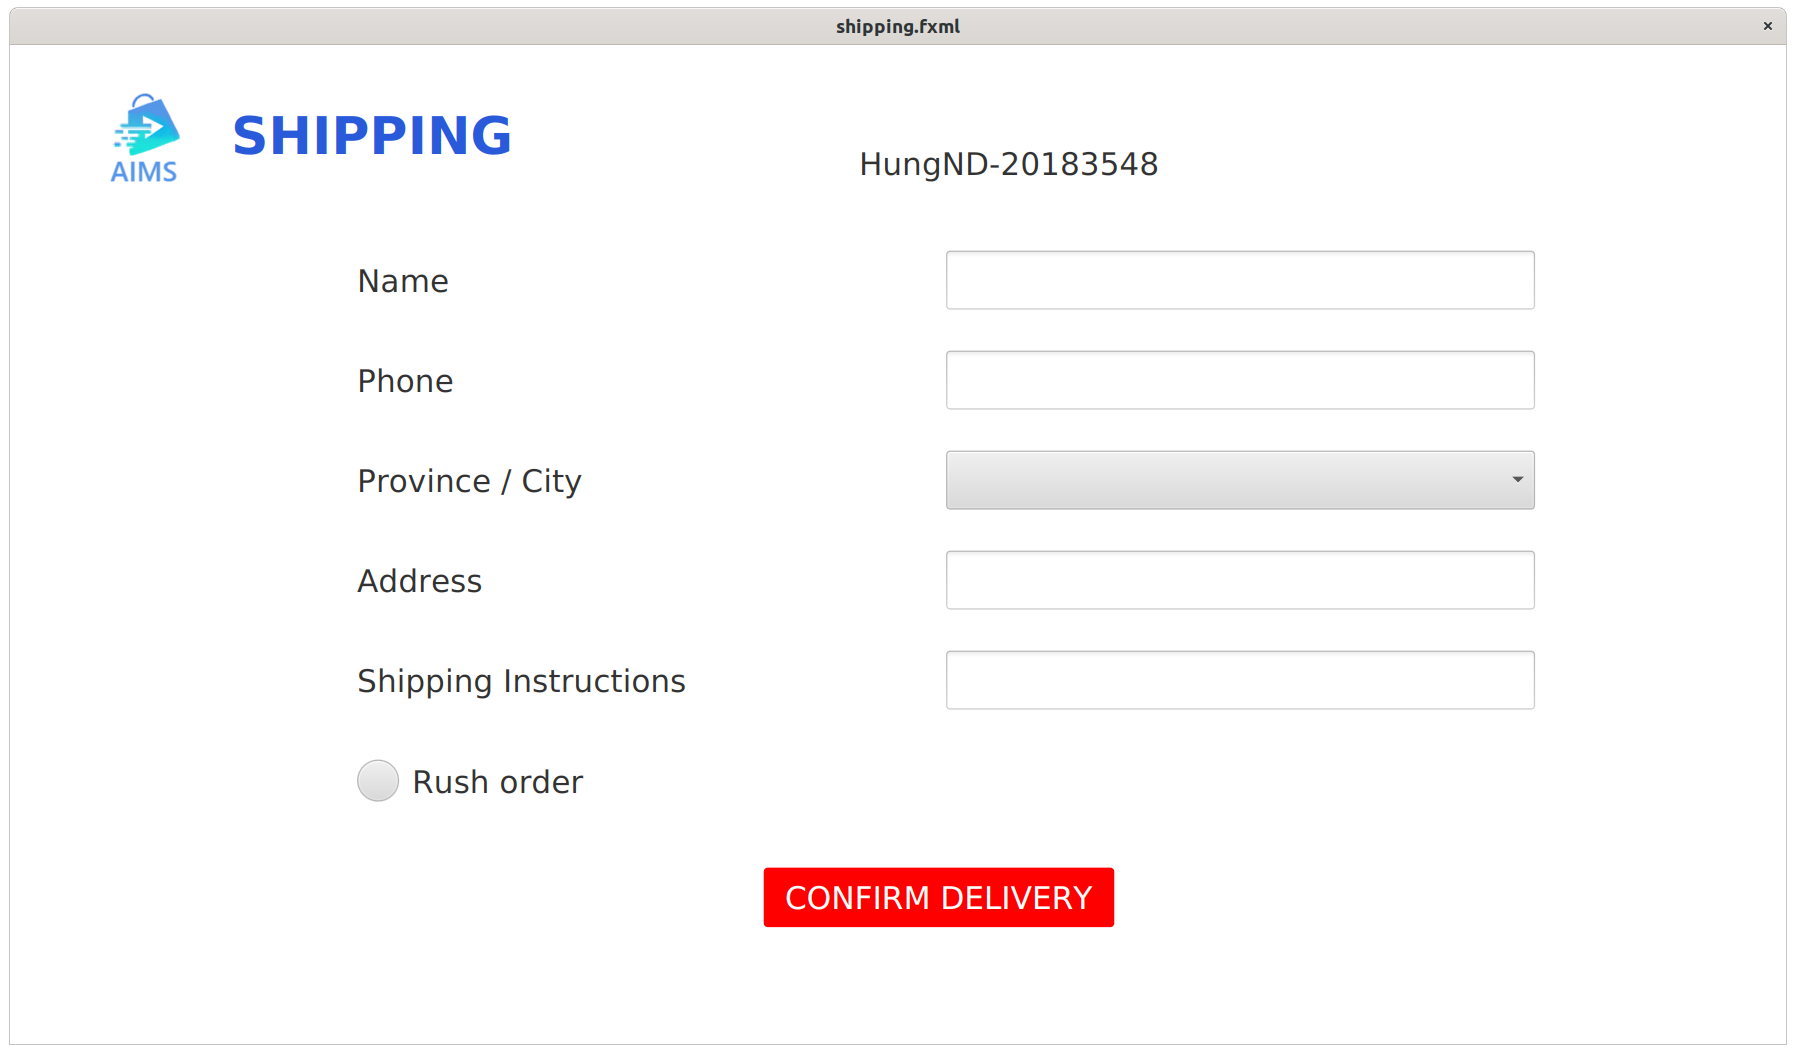 shipping.fxml
AIMS
SHIPPING
HungND-20183548
Name
Phone
Province / City
Address
Shipping Instructions
Rush order
CONFIRM DELIVERY